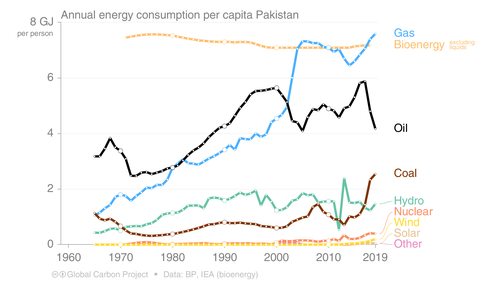 Annual energy consumption per capita Pakistan
8 GJ
per person
6
4
2
0
1960
1970
1980
1990
2000
2010
2019
Gas
Bioenergy excluding
liquids
Oil
Coal
Hydro
Nuclear
Wind
Solar
Other
Global Carbon Project • Data: BP, IEA (bioenergy)